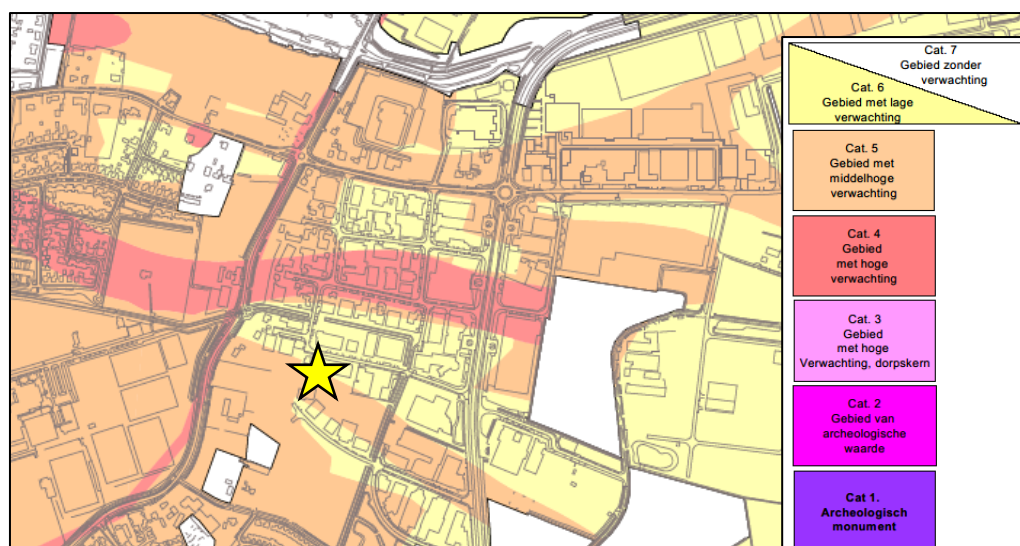 Cat. 7
Gebied zonder
verwachting
Cat. 6
Gebied met lage
verwachting
Cat. 5
Gebied met
middelhoge
verwachting
Cat. 4
Gebied
met hoge
verwachting
Cat. 3
Gebied
met hoge
Verwachting, dorpskern
Cat. 2
Gebied van
archeologische
waarde
Cat 1.
Archeologisch
monument